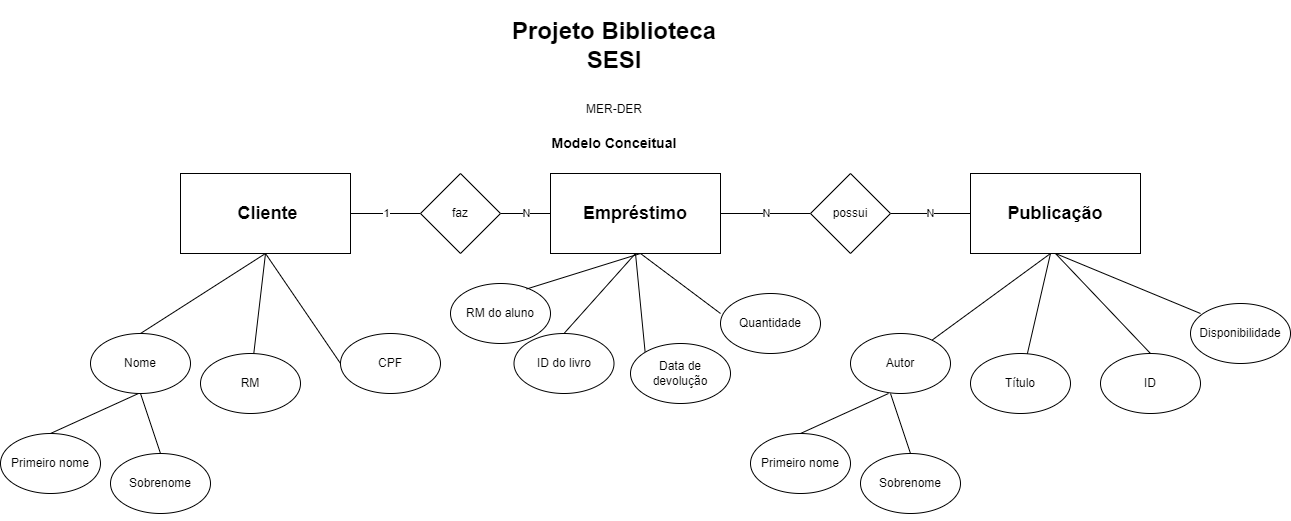 Projeto Biblioteca
SESI
MER-DER
Modelo Conceitual
Cliente
1
faz
N
Empréstimo
N
possui
N
Publicação
RM do aluno
ID do livro
Data de
devolução
Quantidade
Nome
RM
CPF
Primeiro nome
Sobrenome
Autor
Título
ID
Disponibilidade
Primeiro nome
Sobrenome